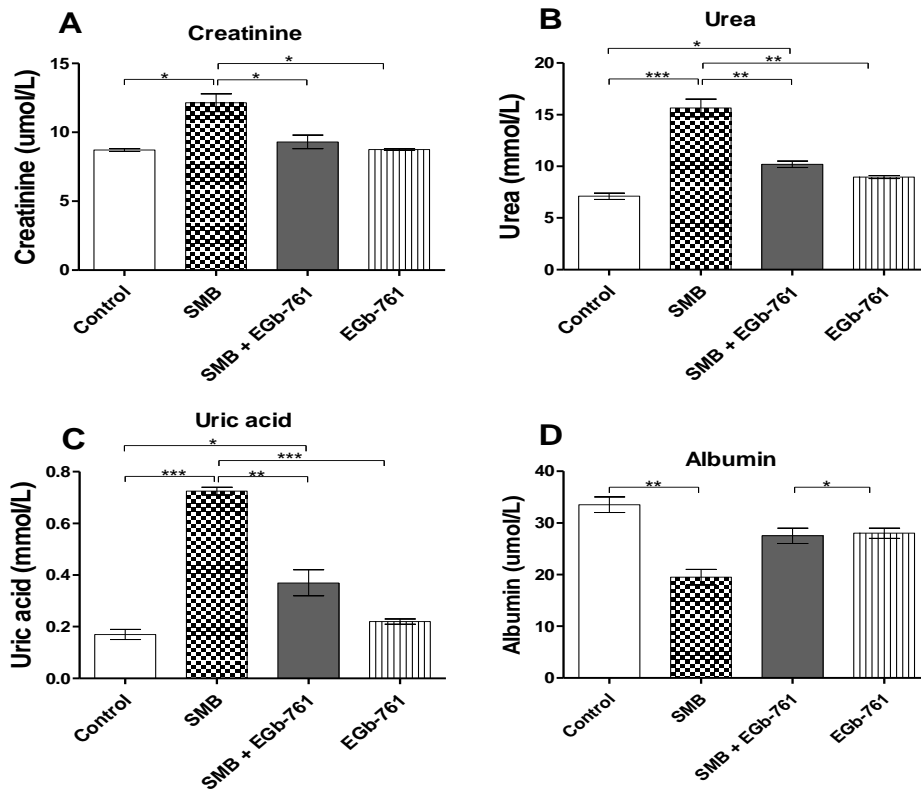 A
Creatinine
*
*
*
Creatinine (umol/L)
15
10
5
0
Control
SMB
SMB + EGb-761
EGb-761
B
Urea
*
**
***
**
Urea (mmol/L)
20
15
10
5
0
Control
SMB
SMB + EGb-761
EGb-761
C
Uric acid
*
***
***
**
Uric acid (mmol/L)
0.8
0.6
0.4
0.2
0.0
Control
SMB
SMB + EGb-761
EGb-761
D
Albumin
**
*
Albumin (umol/L)
40
30
20
10
0
Control
SMB
SMB + EGb-761
EGb-761